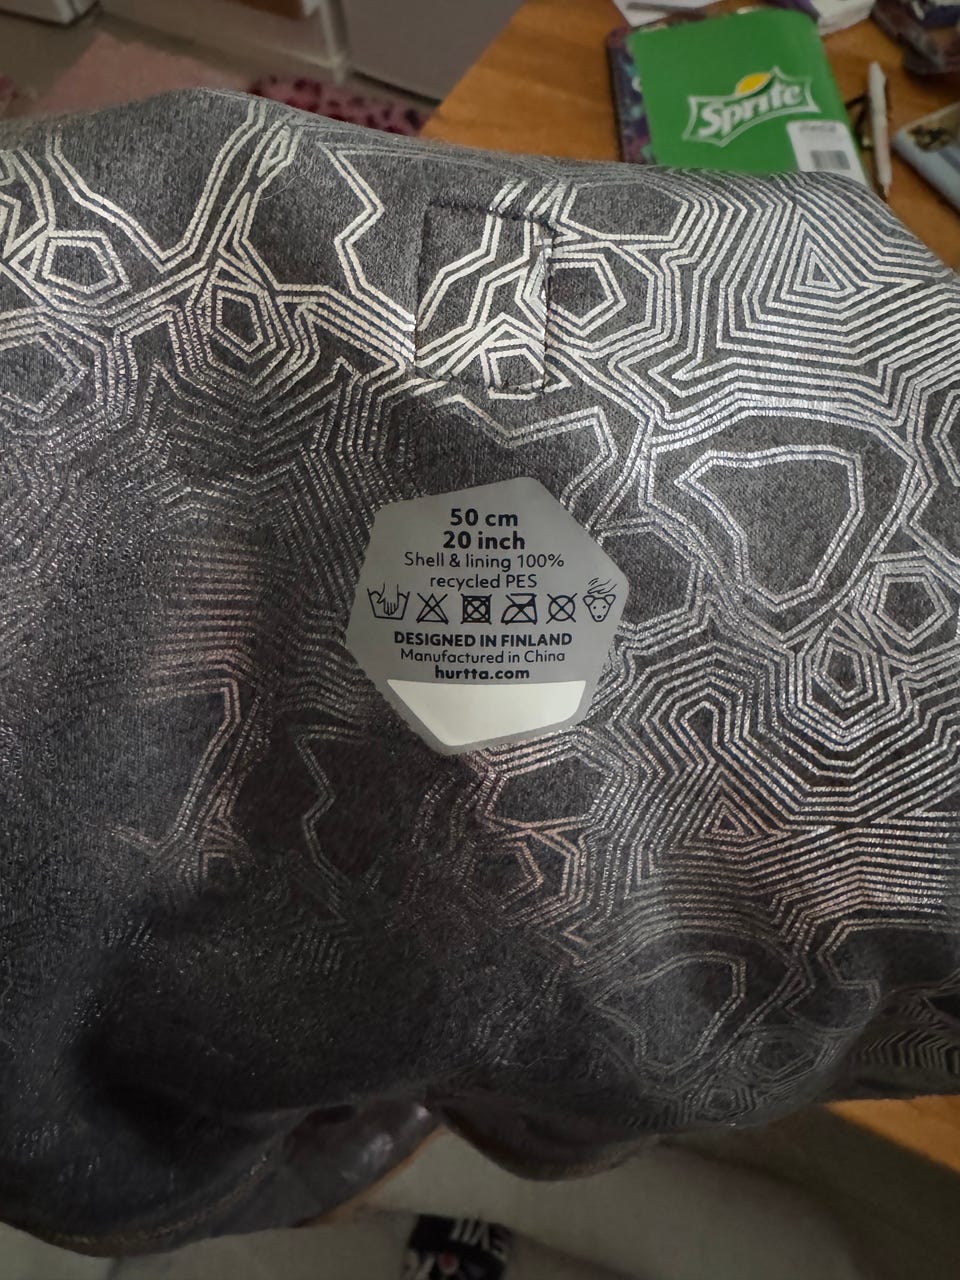 Sprite
50 cm
20 inch
Shell & lining 100%
recycled PES
DESIGNED IN FINLAND
Manufactured in China
hurtta.com